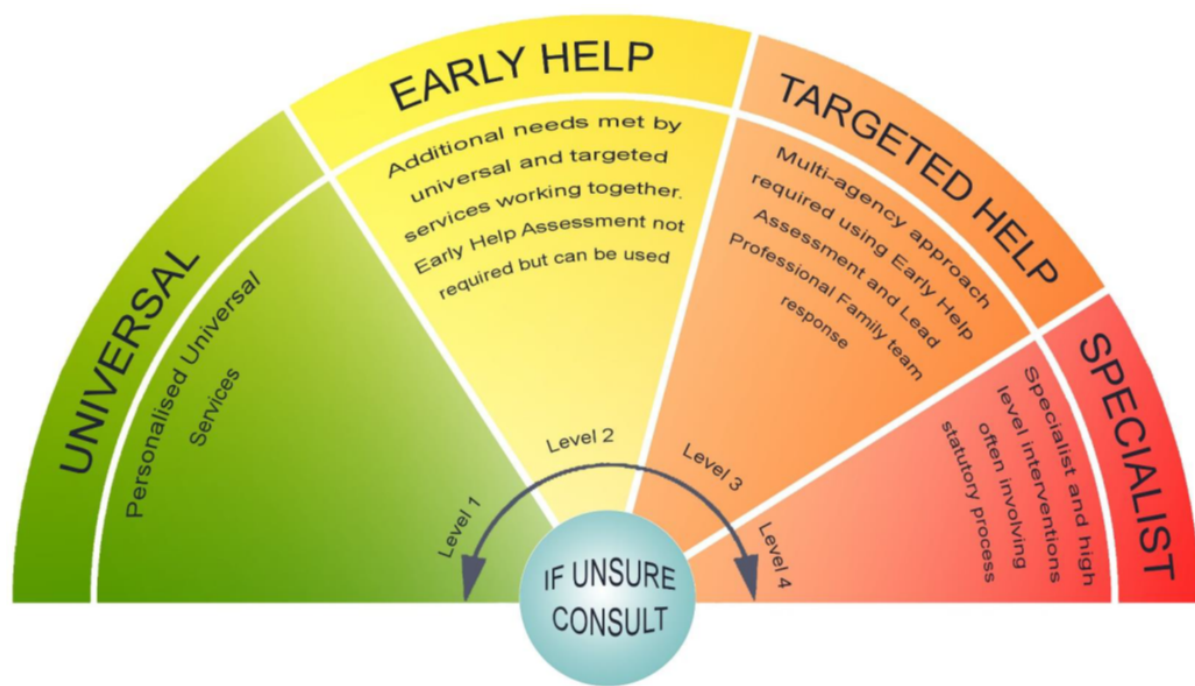 UNIVERSAL
Personalised Universal
Services
Level 1
EARLY HELP
Additional needs met by
universal and targeted
services working together.
Early Help Assessment not
required but can be used
Level 2
TARGETED HELP
Multi-agency approach
required using Early Help
Assessment and Lead
Professional Family team
response
Level 3
SPECIALIST
Specialist and high
level interventions
often involving
statutory process
Level 4
IF UNSURE
CONSULT